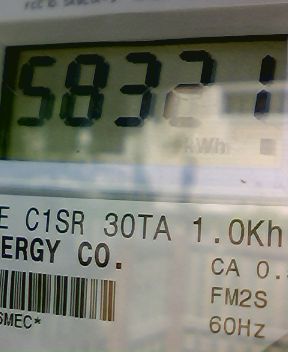 58321
kWh
E C1SR 30TA 1.0Kh
ERGY CO.
CA 0.
FM2S
SMEC*
60Hz